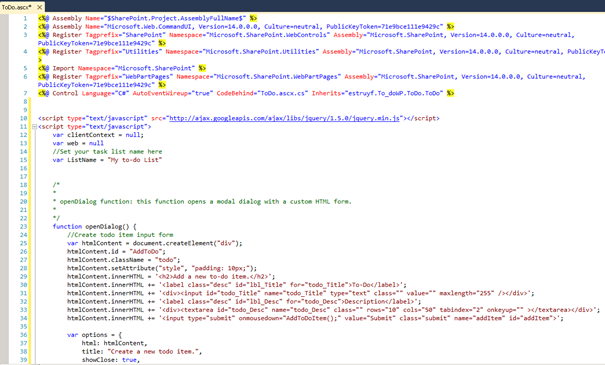 ToDo.ascx*
1 <%@ Assembly Name="$SharePoint.Project.AssemblyFullName$" %>
2 <%@ Assembly Name="Microsoft.Web.CommandUI, Version=14.0.0.0, Culture=neutral, PublicKeyToken=71e9bce111e9429c" %>
3 <%@ Register Tagprefix="SharePoint" Namespace="Microsoft.SharePoint.WebControls" Assembly="Microsoft.SharePoint, Version=14.0.0.0, Culture=neutral,
PublicKeyToken=71e9bce111e9429c" %>
4 <%@ Register Tagprefix="Utilities" Namespace="Microsoft.SharePoint.Utilities" Assembly="Microsoft.SharePoint, Version=14.0.0.0, Culture=neutral, PublicKeyTo
>
5 <%@ Import Namespace="Microsoft.SharePoint" %>
6 <%@ Register Tagprefix="WebPartPages" Namespace="Microsoft.SharePoint.WebPartPages" Assembly="Microsoft.SharePoint, Version=14.0.0.0, Culture=neutral,
PublicKeyToken=71e9bce111e9429c" %>
7 <%@ Control Language="C#" AutoEventWireup="true" CodeBehind="ToDo.ascx.cs" Inherits="estruyf.To_doWP.ToDo.ToDo" %>
8
9
10 <script type="text/javascript" src="http://ajax.googleapis.com/ajax/libs/jquery/1.5.0/jquery.min.js"></script>
11 <script type="text/javascript">
12 var clientContext = null;
13 var web = null
14 //Set your task list name here
15 var ListName = "My to-do List"
16
17
18 /*
19 *
20 * openDialog function: this function opens a modal dialog with a custom HTML form.
21 *
22 */
23 function openDialog() {
24 //Create todo item input form
25 var htmlContent = document.createElement("div");
26 htmlContent.id = "AddToDo";
27 htmlContent.className = "todo";
28 htmlContent.setAttribute("style", "padding: 10px;");
29 htmlContent.innerHTML = '<h2>Add a new to-do item.</h2>';
30 htmlContent.innerHTML += '<label class="desc" id="lbl_Title" for="todo_Title">To-Do</label>';
31 htmlContent.innerHTML += '<div><input id="todo_Title" name="todo_Title" type="text" class="" value="" maxlength="255" /></div>';
32 htmlContent.innerHTML += '<label class="desc" id="lbl_Desc" for="todo_Desc">Description</label>';
33 htmlContent.innerHTML += '<div><textarea id="todo_Desc" name="todo_Desc" class="" rows="10" cols="50" tabindex="2" onkeyup="" ></textarea></div>';
34 htmlContent.innerHTML += '<input type="submit" onmousedown="AddToDoItem();" value="Submit" class="submit" name="addItem" id="addItem">';
35
36 var options = {
37 html: htmlContent,
38 title: "Create a new todo item.",
39 showClose: true,